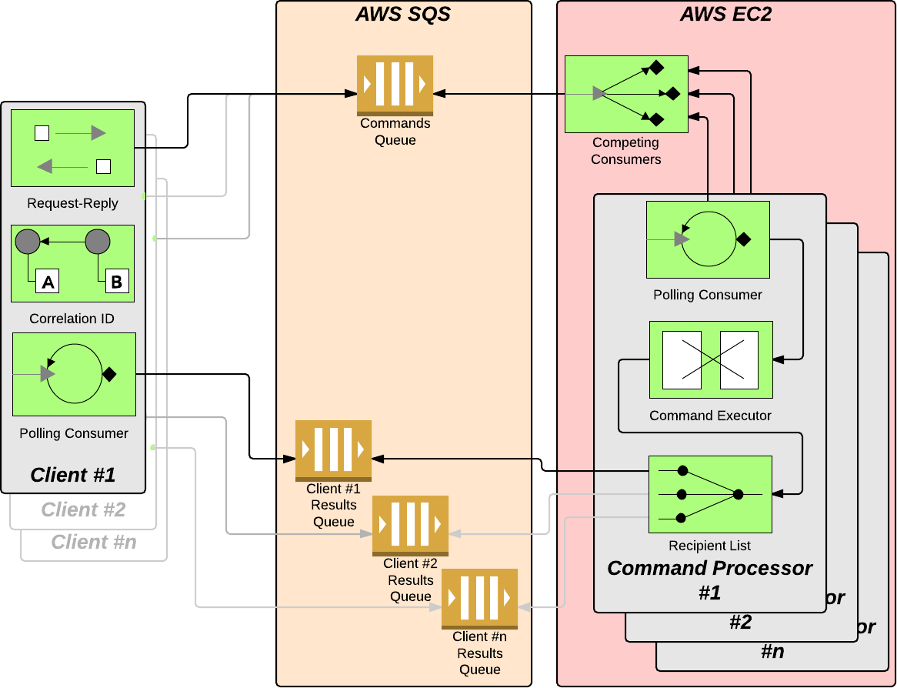 AWS SQS
AWS EC2
Commands
Queue
Competing
Consumers
Request-Reply
A
B
Correlation ID
Polling Consumer
Client #1
Client #2
Client #n
Polling Consumer
Command Executor
Recipient List
Command Processor
#1
or
#2
or
#n
Client #1
Results
Queue
Client #2
Results
Queue
Client #n
Results
Queue